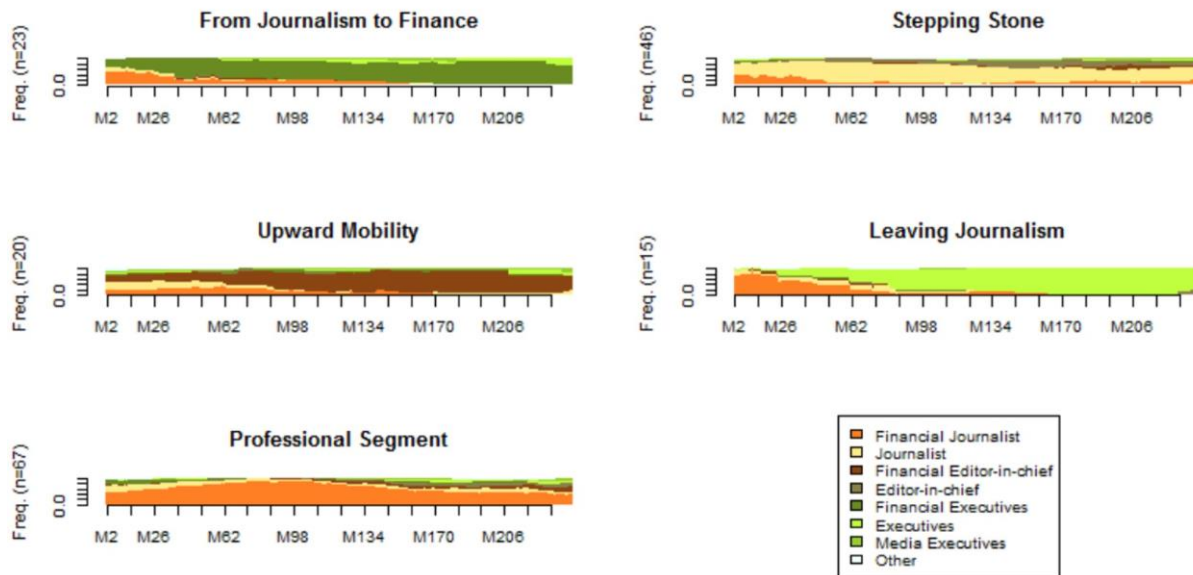 From Journalism to Finance
Freq. (n=23)
0.0
M2 M26 M62 M98 M134 M170 M206
Stepping Stone
Freq. (n=46)
0.0
M2 M26 M62 M98 M134 M170 M206
Upward Mobility
Freq. (n=20)
0.0
M2 M26 M62 M98 M134 M170 M206
Leaving Journalism
Freq. (n=15)
0.0
M2 M26 M62 M98 M134 M170 M206
Professional Segment
Freq. (n=67)
0.0
M2 M26 M62 M98 M134 M170 M206
Financial Journalist
Journalist
Financial Editor-in-chief
Editor-in-chief
Financial Executives
Executives
Media Executives
Other